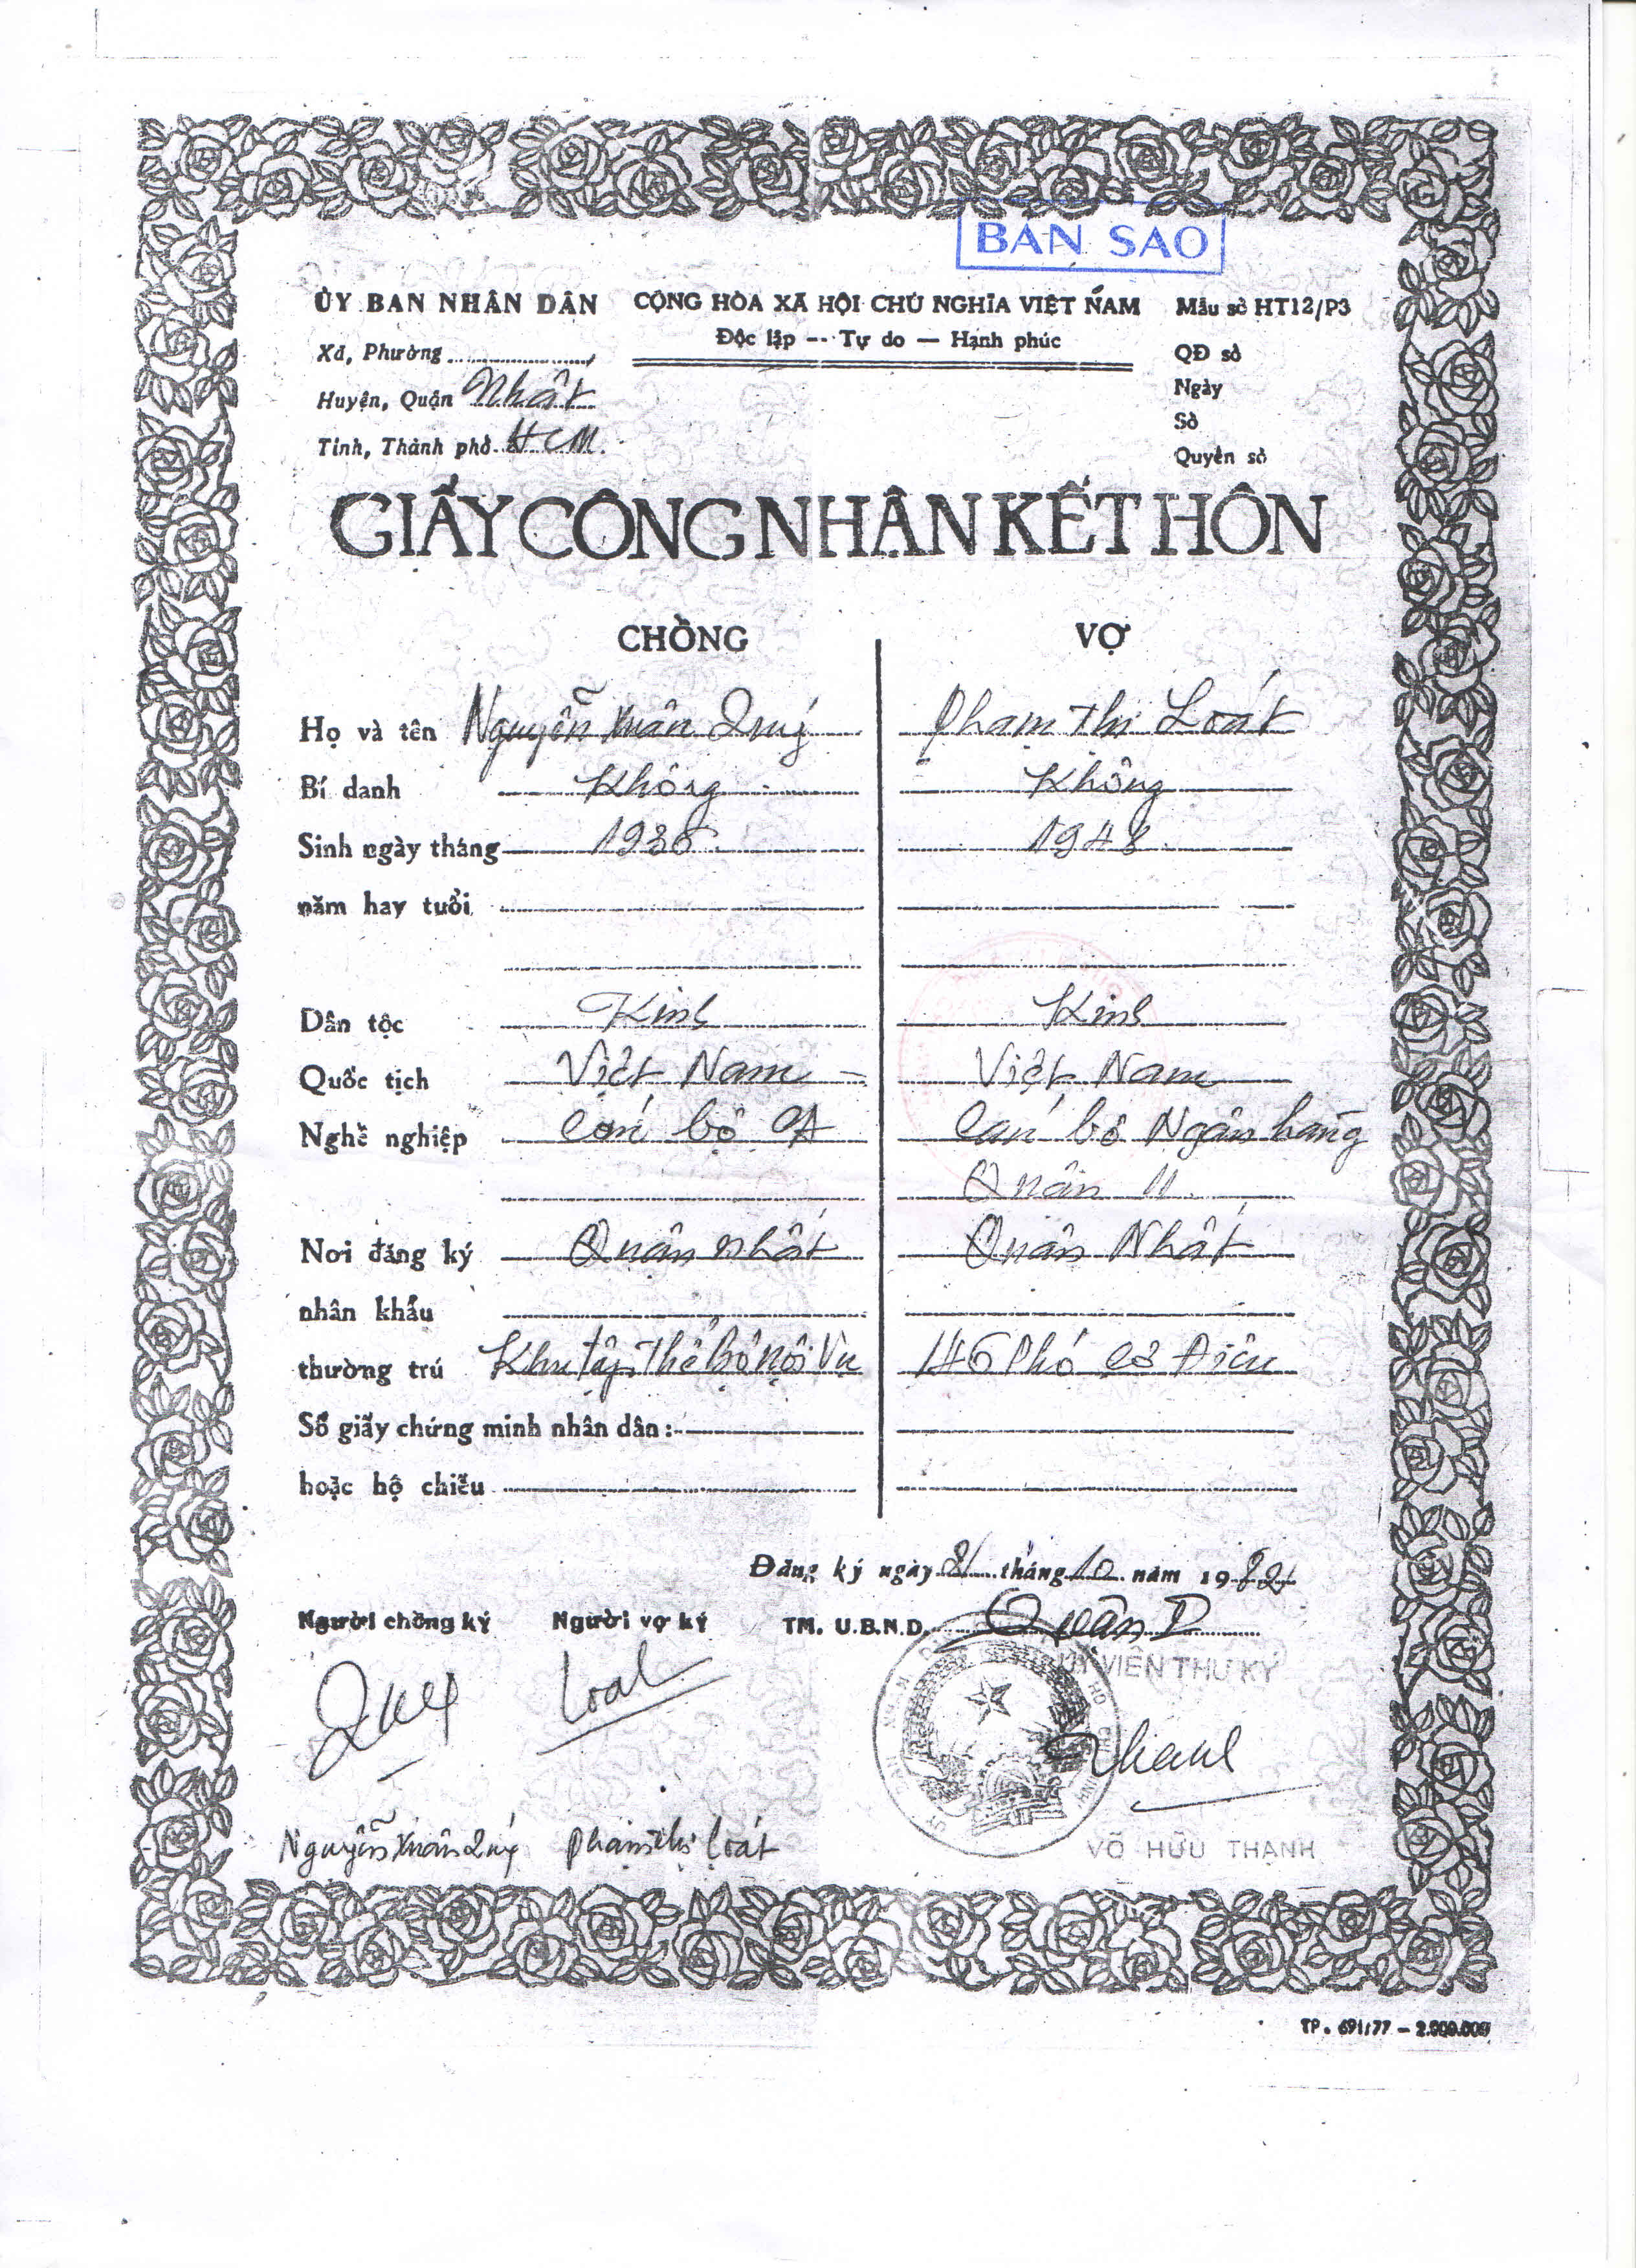 BẢN SAO
ỦY BAN NHÂN DÂN CỘNG HÒA XÃ HỘI CHỦ NGHĨA VIỆT NAM Mẫu số HT12/P3
Xã, Phường Độc lập -- Tự do — Hạnh phúc QĐ số
Huyện, Quận Nhất Ngày
Số
Tỉnh, Thành phố HCM. Quyển số
GIẤY CÔNG NHẬN KẾT HÔN
CHỒNG VỢ
Họ và tên Nguyễn Xuân Quý Phạm Thị Loát
Bí danh Không Không
Sinh ngày tháng 1936 1948
năm hay tuổi
Dân tộc Kinh Kinh
Quốc tịch Việt Nam Việt Nam
Nghề nghiệp Cán bộ CA Cán bộ Ngân hàng
Quân 11
Nơi đăng ký Quân nhất Quân Nhất
nhân khẩu
thường trú Khu tập Thể bộ nội Vụ 146 Phó Cơ Điều
Số giấy chứng minh nhân dân :
hoặc hộ chiếu
Đăng ký ngày 21 tháng 10 năm 1982
Người chồng ký Người vợ ký TM. U.B.N.D.
ỦY VIÊN THƯ KÝ
Quý Loat
Nguyễn Xuân Quý Phạm Thị Loát VÕ HỮU THẠNH
TP. 691/77 - 2.000.000